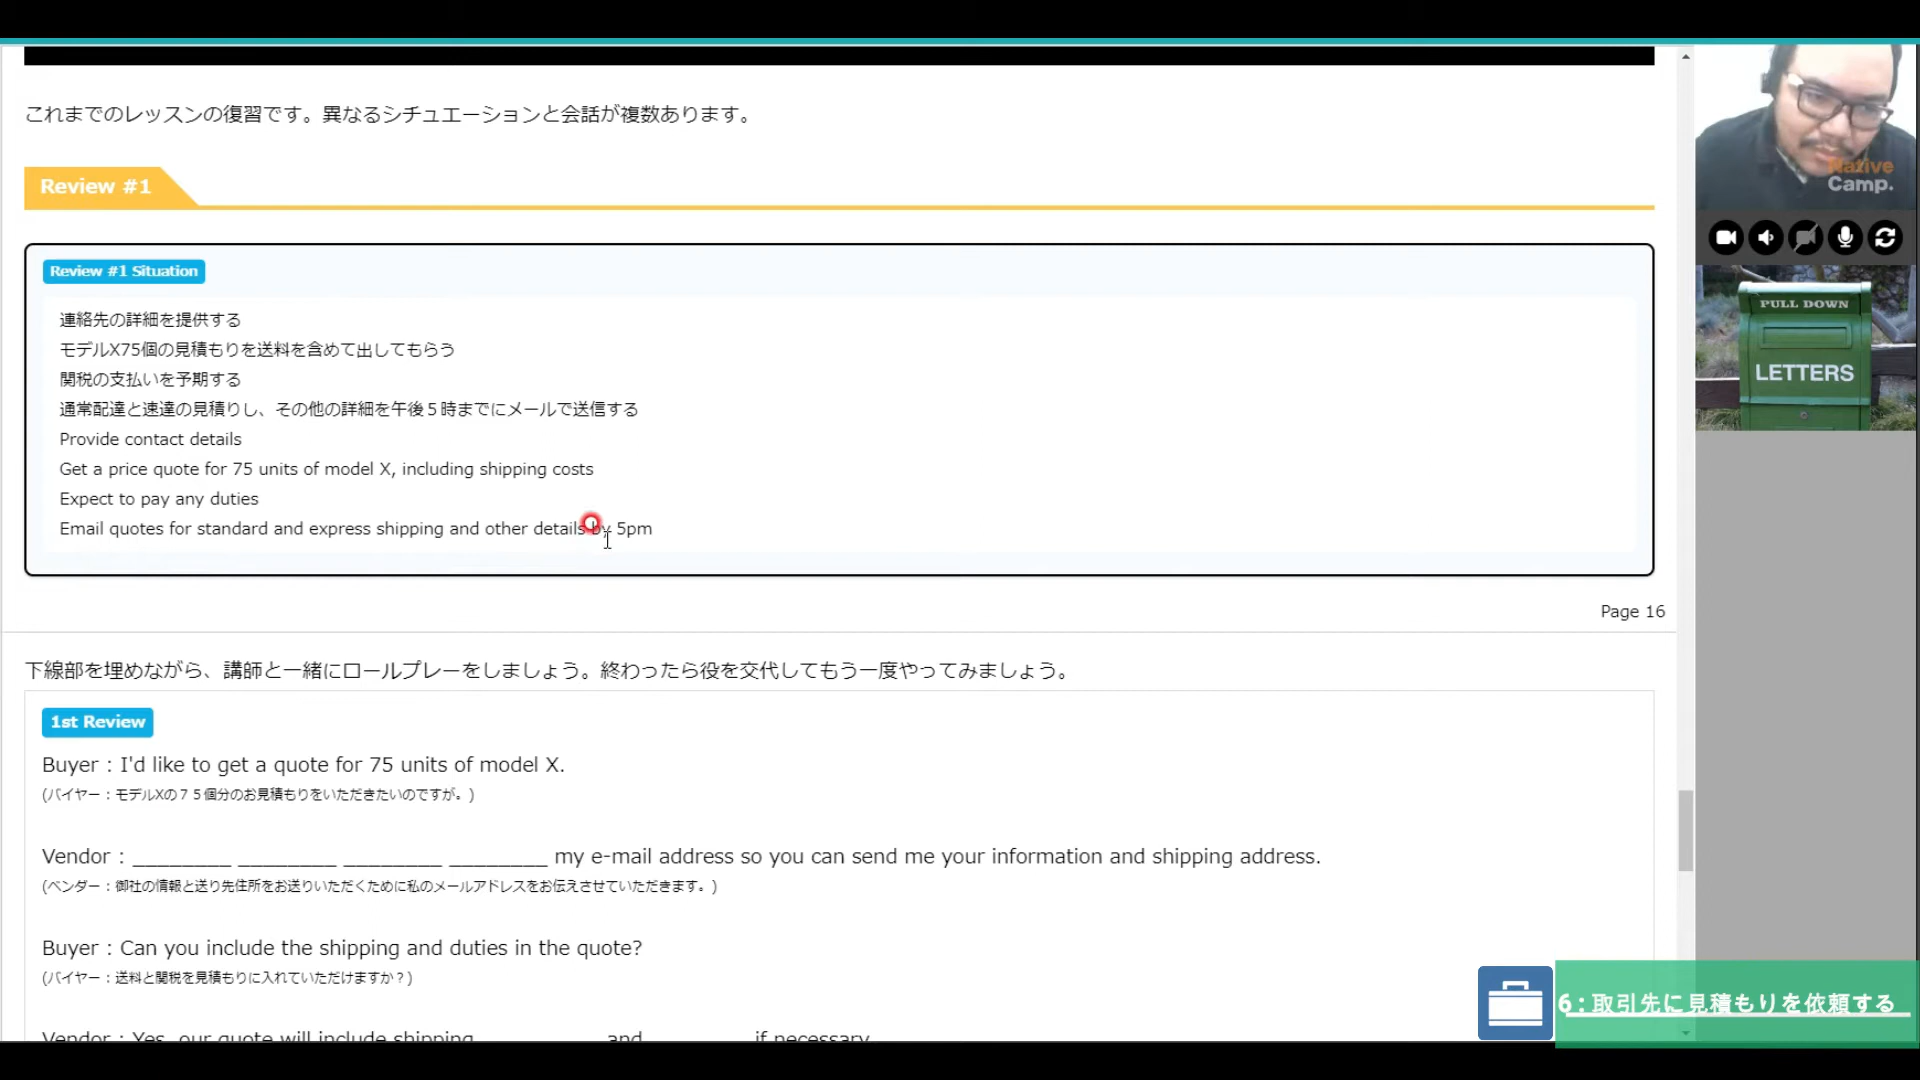 これまでのレッスンの復習です。異なるシチュエーションと会話が複数あります。
Review #1
Review #1 Situation
連絡先の詳細を提供する
モデルX75個の見積もりを送料を含めて出してもらう
関税の支払いを予期する
通常配達と速達の見積りし、その他の詳細を午後５時までにメールで送信する
Provide contact details
Get a price quote for 75 units of model X, including shipping costs
Expect to pay any duties
Email quotes for standard and express shipping and other details by 5pm
Page 16
下線部を埋めながら、講師と一緒にロールプレーをしましょう。終わったら役を交代してもう一度やってみましょう。
1st Review
Buyer : I'd like to get a quote for 75 units of model X.
(バイヤー：モデルXの７５個分のお見積もりをいただきたいのですが。)
Vendor : ________ ________ ________ ________ my e-mail address so you can send me your information and shipping address.
(ベンダー：御社の情報と送り先住所をお送りいただくために私のメールアドレスをお伝えさせていただきます。)
Buyer : Can you include the shipping and duties in the quote?
(バイヤー：送料と関税を見積もりに入れていただけますか？)
Vendor : Yes, our quote will include shipping, ________ and ________ if necessary.
Native
Camp.
PULL DOWN
LETTERS
6：取引先に見積もりを依頼する